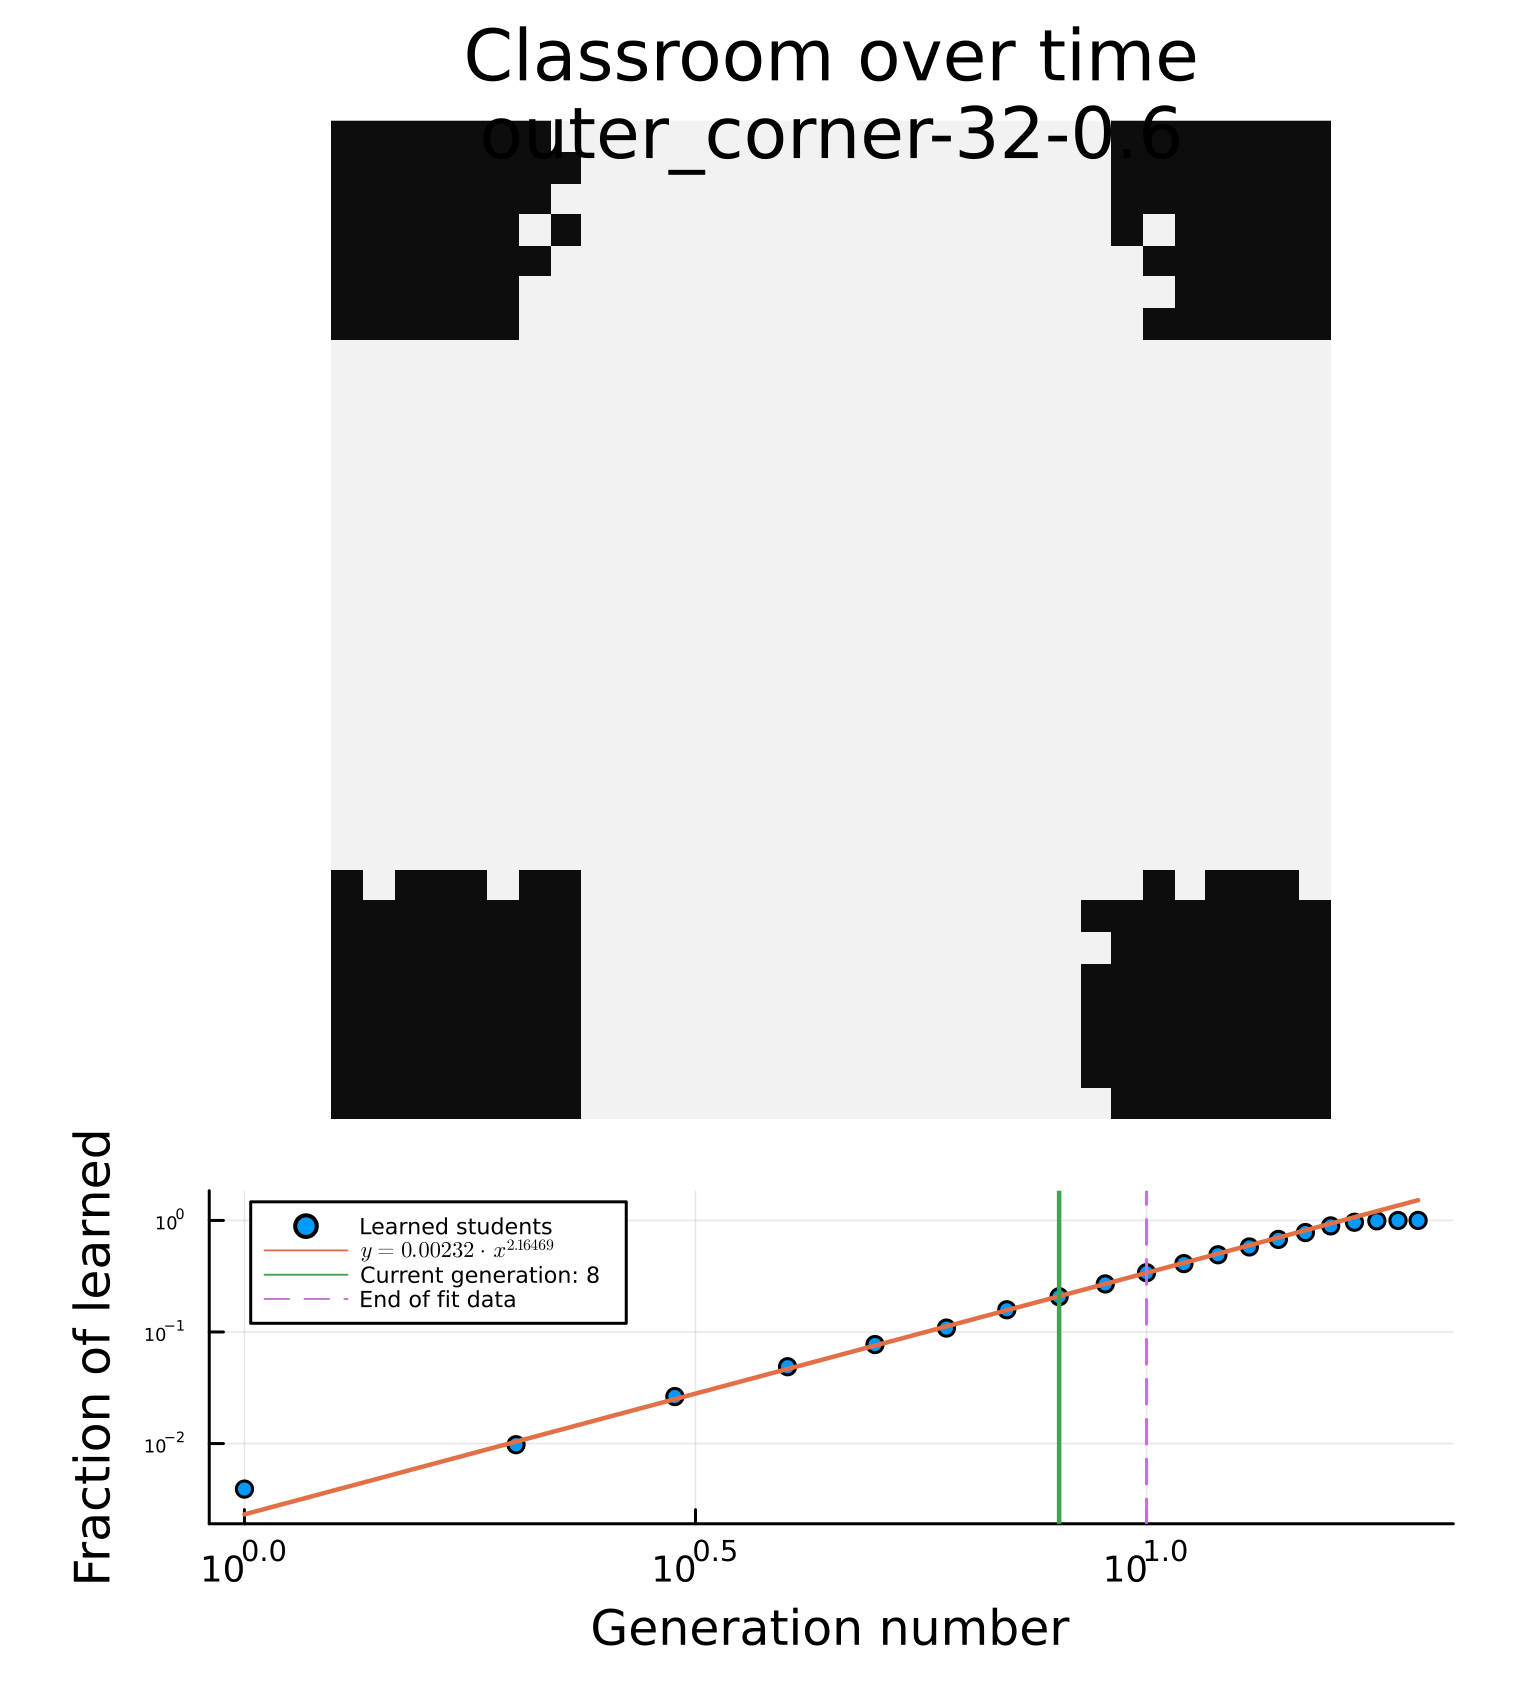 Classroom over time
outer_corner-32-0.6
Fraction of learned
10⁰
10⁻¹
10⁻²
Learned students
y = 0.00232 · x^2.16469
Current generation: 8
End of fit data
10^0.0
10^0.5
10^1.0
Generation number